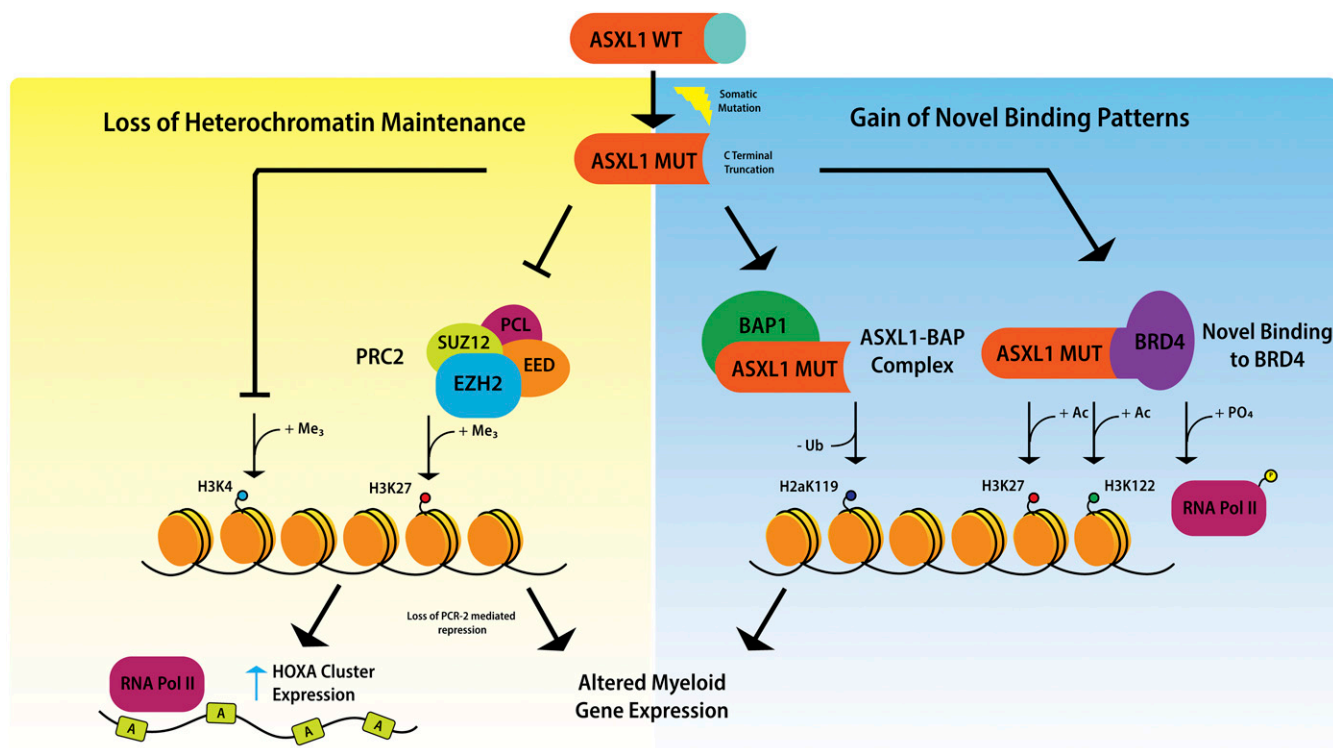 ASXL1 WT
Somatic
Mutation
Loss of Heterochromatin Maintenance
Gain of Novel Binding Patterns
ASXL1 MUT
C Terminal
Truncation
PRC2
PCL
SUZ12
EED
EZH2
BAP1
ASXL1 MUT
ASXL1-BAP
Complex
ASXL1 MUT
BRD4
Novel Binding
to BRD4
+ Me₃
+ Me₃
- Ub
+ Ac
+ Ac
+ PO₄
H3K4
H3K27
H2aK119
H3K27
H3K122
P
RNA Pol II
Loss of PCR-2 mediated
repression
RNA Pol II
HOXA Cluster
Expression
A
A
A
A
Altered Myeloid
Gene Expression